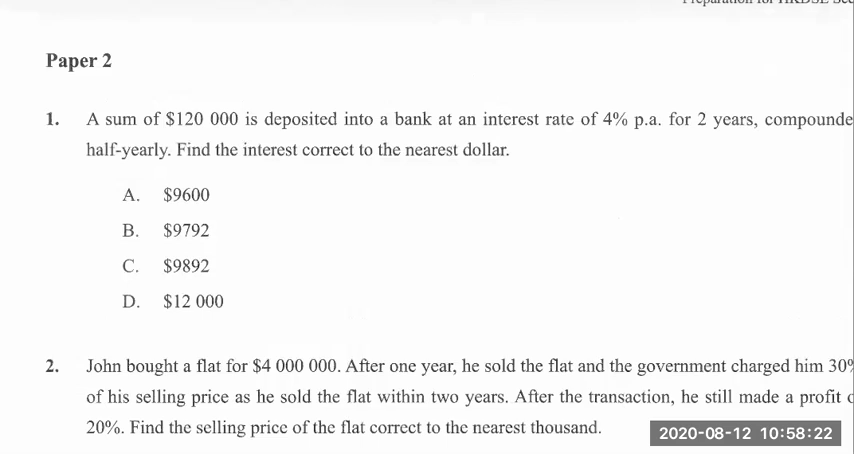 Paper 2
1. A sum of $120 000 is deposited into a bank at an interest rate of 4% p.a. for 2 years, compounde
half-yearly. Find the interest correct to the nearest dollar.
A. $9600
B. $9792
C. $9892
D. $12 000
2. John bought a flat for $4 000 000. After one year, he sold the flat and the government charged him 30%
of his selling price as he sold the flat within two years. After the transaction, he still made a profit
20%. Find the selling price of the flat correct to the nearest thousand.
2020-08-12 10:58:22